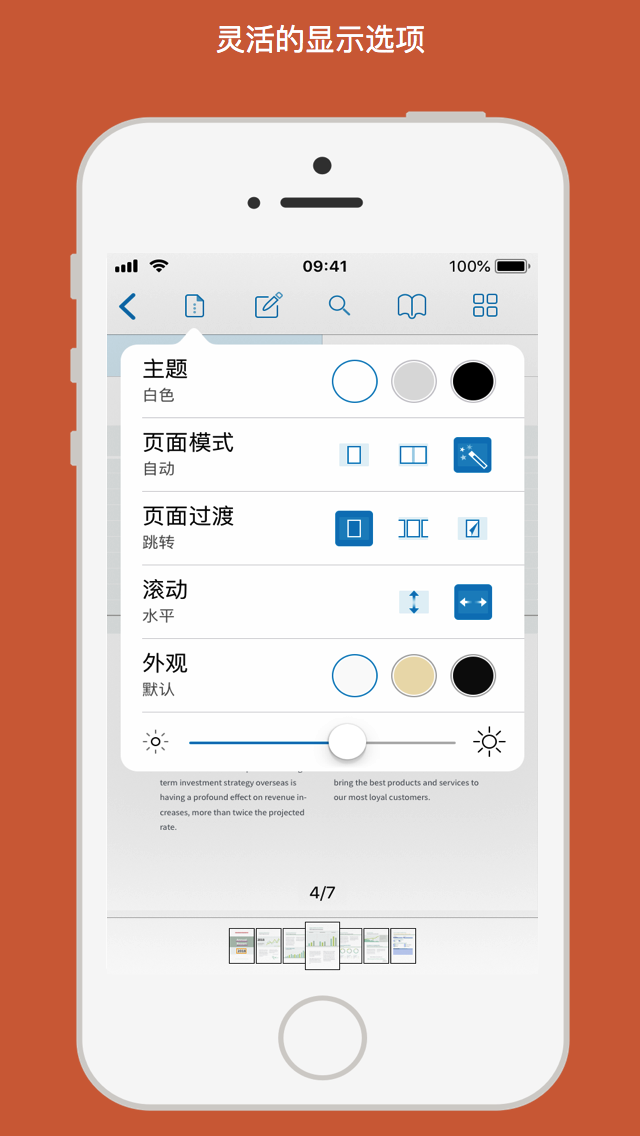 灵活的显示选项
09:41
100%
主题
白色
页面模式
自动
页面过渡
跳转
滚动
水平
外观
默认
term investment strategy overseas is
having a profound effect on revenue in-
creases, more than twice the projected
rate.
bring the best products and services to
our most loyal customers.
4/7